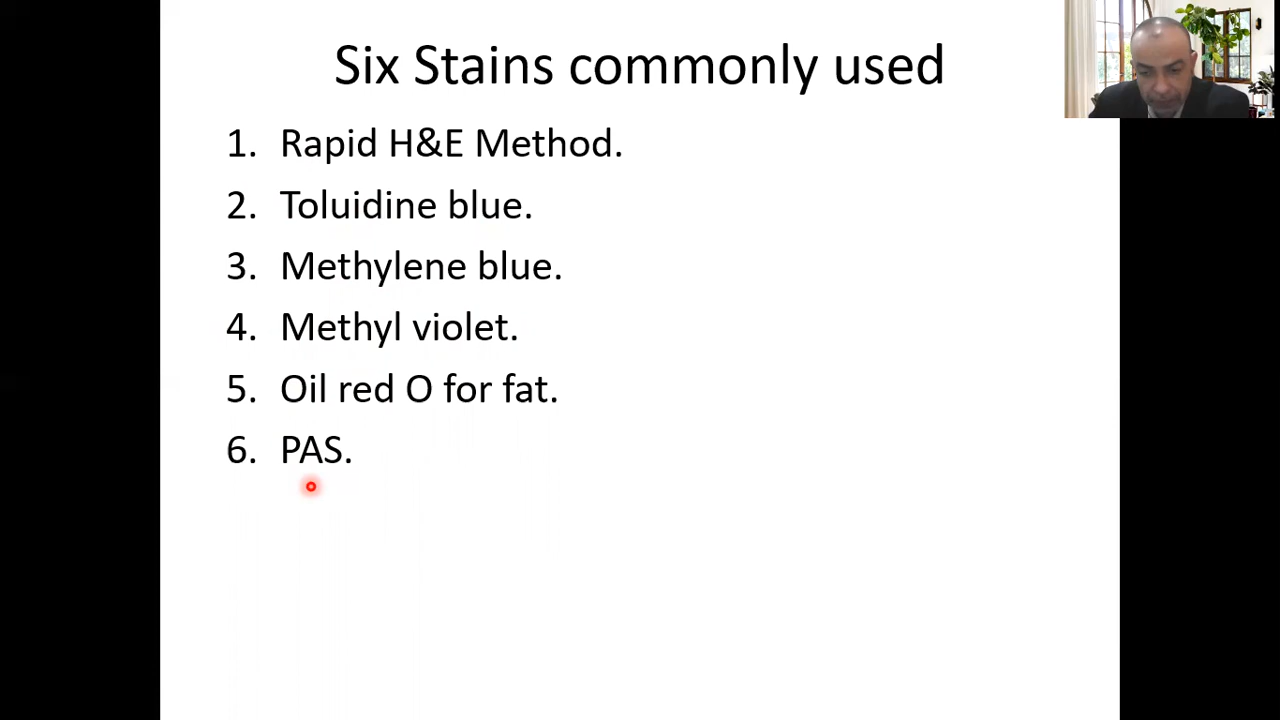 Six Stains commonly used
1. Rapid H&E Method.
2. Toluidine blue.
3. Methylene blue.
4. Methyl violet.
5. Oil red O for fat.
6. PAS.